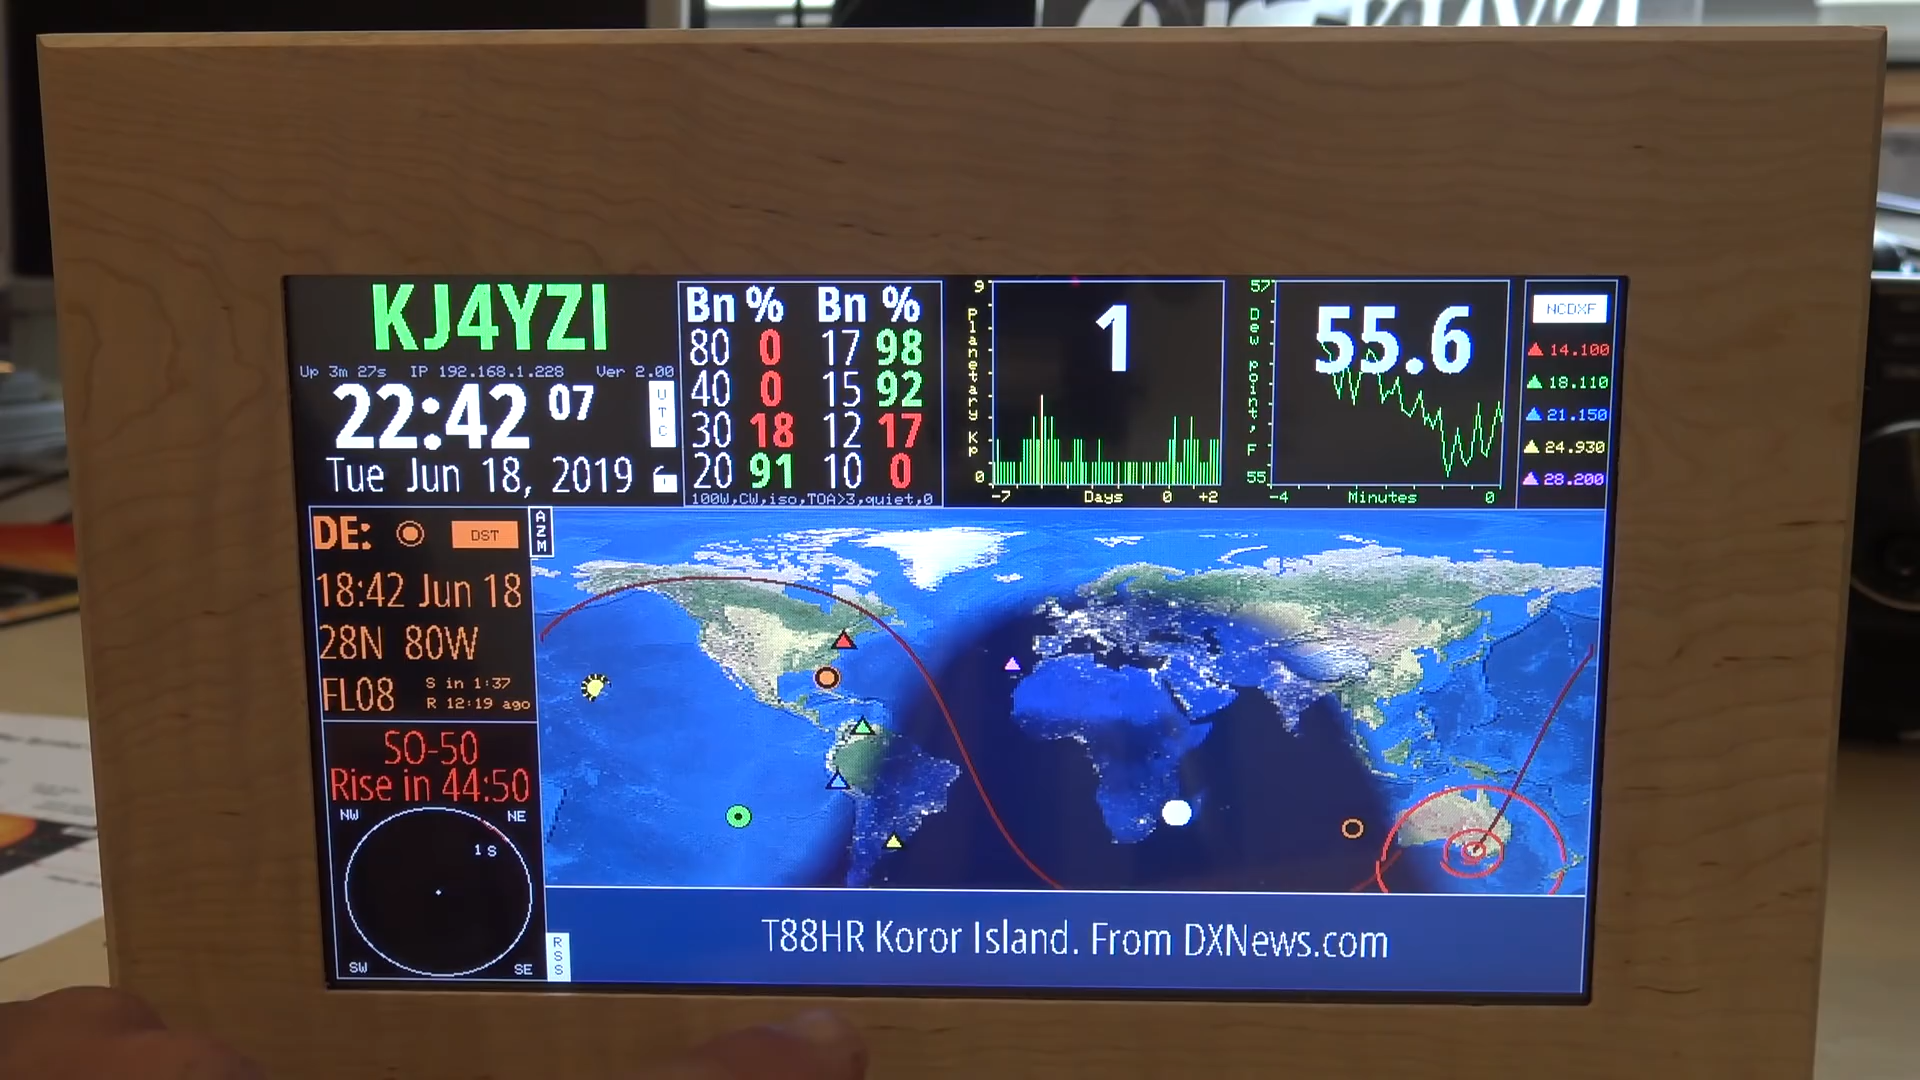 KJ4YZI
Up 3m 27s IP 192.168.1.228 Ver 2.00
22:42 07
UTC
Tue Jun 18, 2019
Bn % Bn %
80 0 17 98
40 0 15 92
30 18 12 17
20 91 10 0
100W,CW,iso,TOA>3,quiet,0
9
Planetary Kp
0
1
-7 Days 0 +2
57
Dew point, F
55
55.6
-4 Minutes 0
NCDXF
14.100
18.110
21.150
24.930
28.200
DE: DST
18:42 Jun 18
28N 80W
FL08
S in 1:37
R 12:19 ago
AZM
SO-50
Rise in 44:50
NW NE
1 S
SW SE
RSS
T88HR Koror Island. From DXNews.com